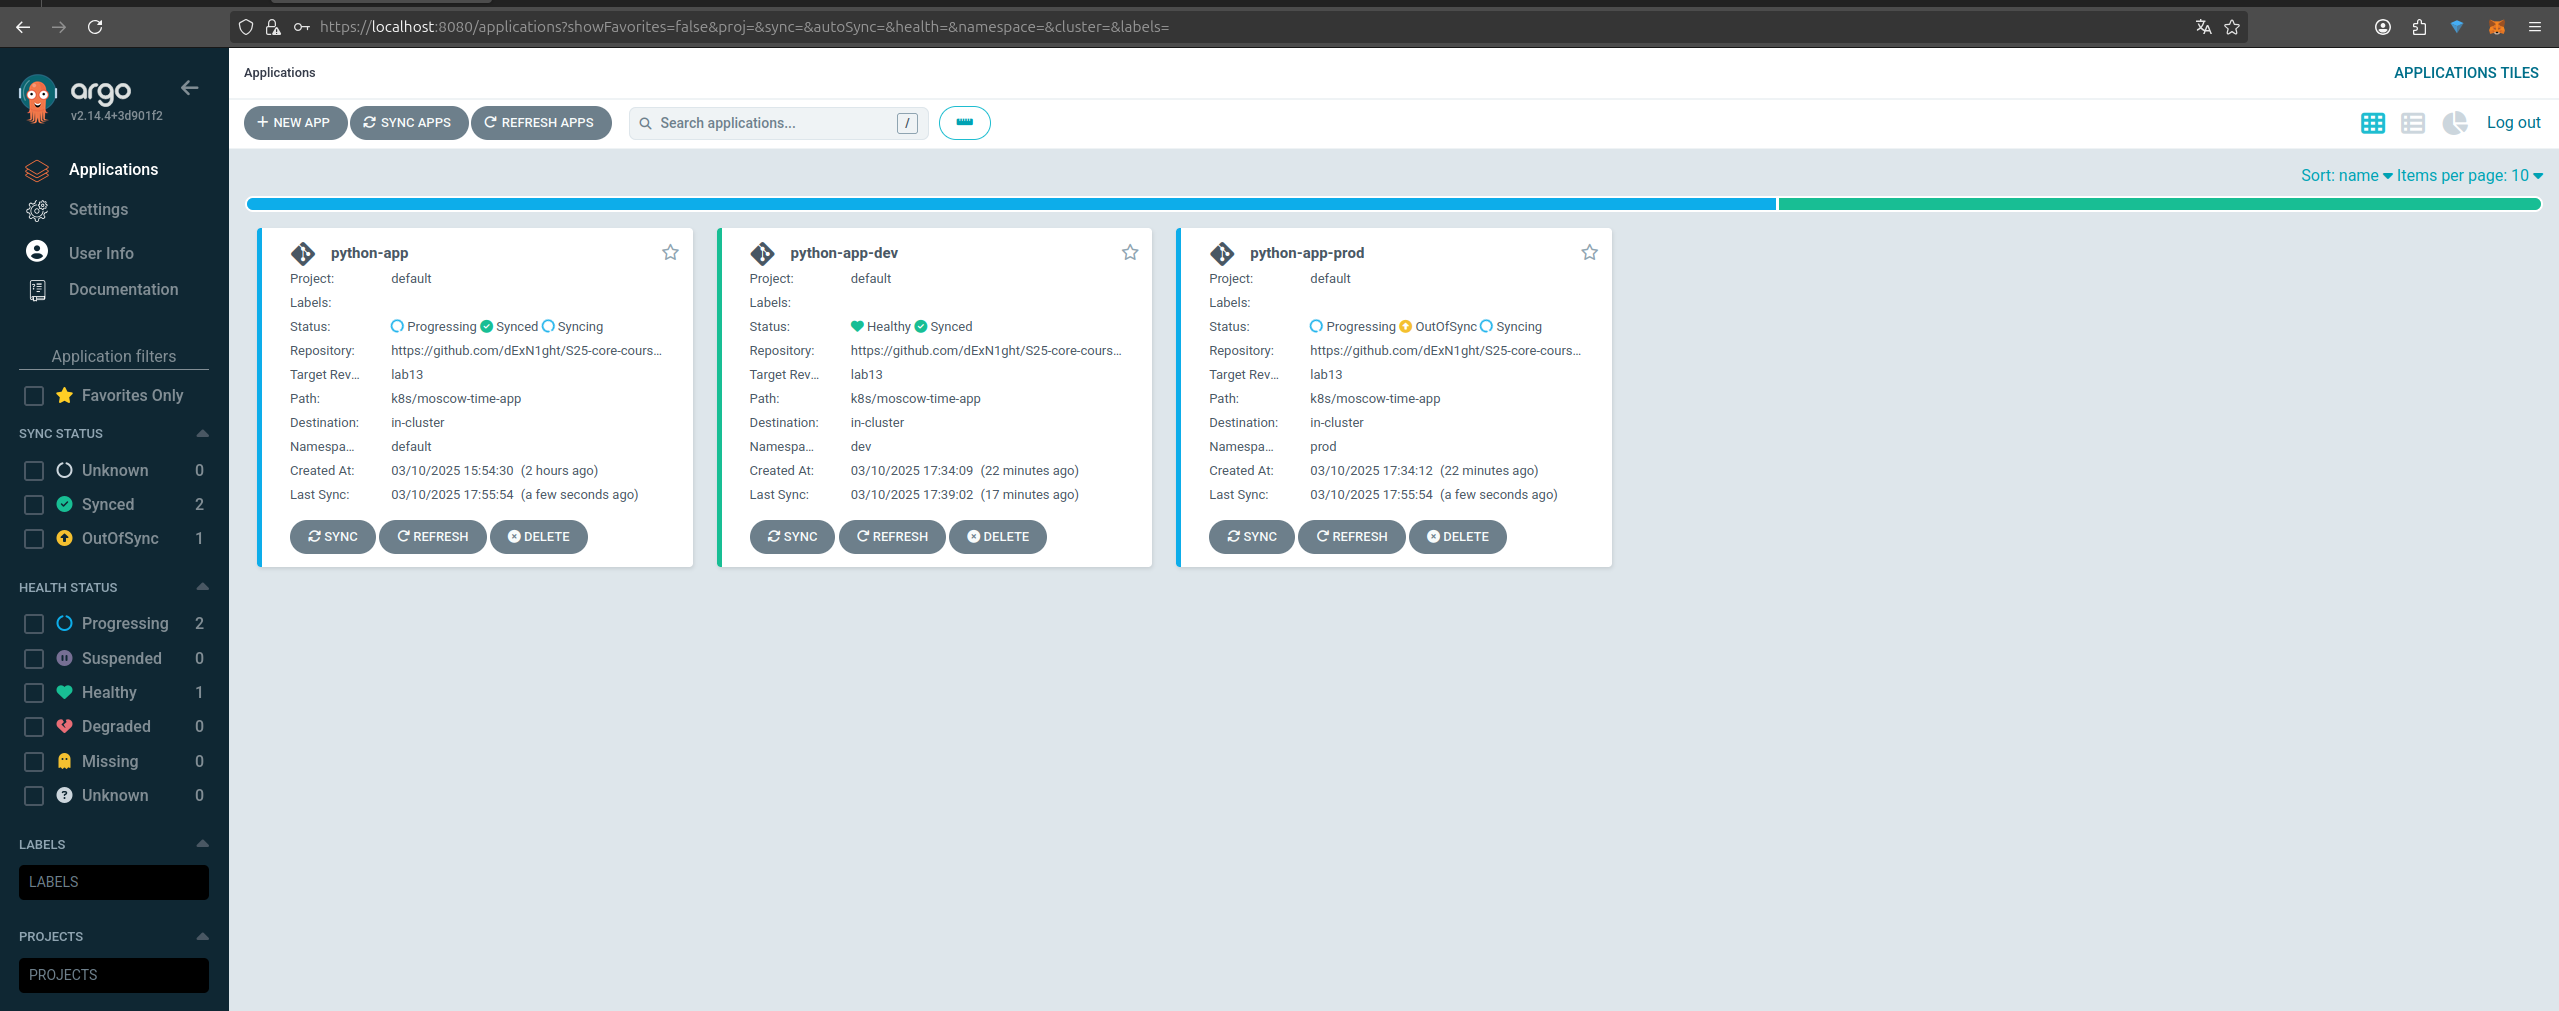 https://localhost:8080/applications?showFavorites=false&proj=&sync=&autoSync=&health=&namespace=&cluster=&labels=
argo
v2.14.4+3d901f2
Applications
Settings
User Info
Documentation
Application filters
Favorites Only
SYNC STATUS
Unknown 0
Synced 2
OutOfSync 1
HEALTH STATUS
Progressing 2
Suspended 0
Healthy 1
Degraded 0
Missing 0
Unknown 0
LABELS
LABELS
PROJECTS
PROJECTS
Applications
APPLICATIONS TILES
NEW APP SYNC APPS REFRESH APPS Search applications... / Log out
Sort: name Items per page: 10
python-app
Project: default
Labels:
Status: Progressing Synced Syncing
Repository: https://github.com/dExN1ght/S25-core-cours...
Target Rev... lab13
Path: k8s/moscow-time-app
Destination: in-cluster
Namespa... default
Created At: 03/10/2025 15:54:30 (2 hours ago)
Last Sync: 03/10/2025 17:55:54 (a few seconds ago)
SYNC REFRESH DELETE
python-app-dev
Project: default
Labels:
Status: Healthy Synced
Repository: https://github.com/dExN1ght/S25-core-cours...
Target Rev... lab13
Path: k8s/moscow-time-app
Destination: in-cluster
Namespa... dev
Created At: 03/10/2025 17:34:09 (22 minutes ago)
Last Sync: 03/10/2025 17:39:02 (17 minutes ago)
SYNC REFRESH DELETE
python-app-prod
Project: default
Labels:
Status: Progressing OutOfSync Syncing
Repository: https://github.com/dExN1ght/S25-core-cours...
Target Rev... lab13
Path: k8s/moscow-time-app
Destination: in-cluster
Namespa... prod
Created At: 03/10/2025 17:34:12 (22 minutes ago)
Last Sync: 03/10/2025 17:55:54 (a few seconds ago)
SYNC REFRESH DELETE